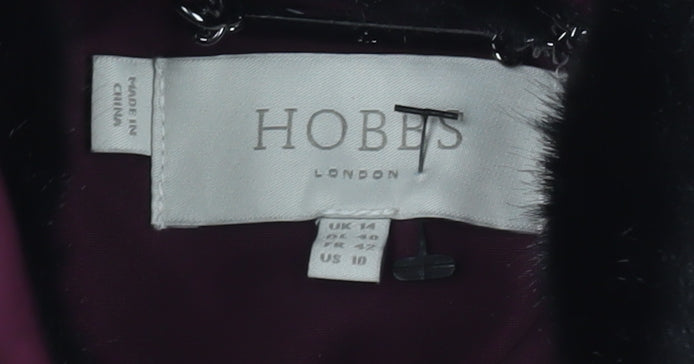 MADE IN
CHINA
HOBBS
LONDON
UK 14
DE 40
FR 42
US 10